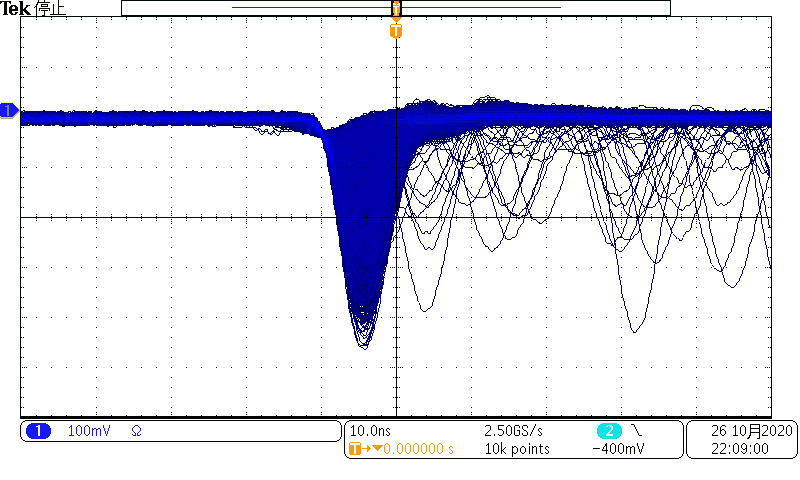 Tek 停止
T
T
1
1 100mV Ω
10.0ns 2.50GS/s 2 -400mV
T→▼0.000000 s 10k points
26 10月2020
22:09:00